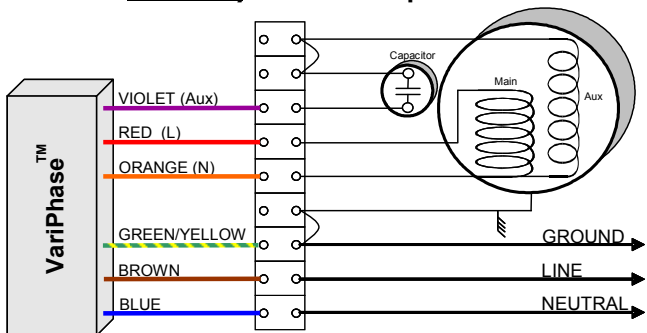 Capacitor
Main
Aux
VIOLET (Aux)
RED (L)
ORANGE (N)
VariPhase™
GREEN/YELLOW
GROUND
BROWN
LINE
BLUE
NEUTRAL